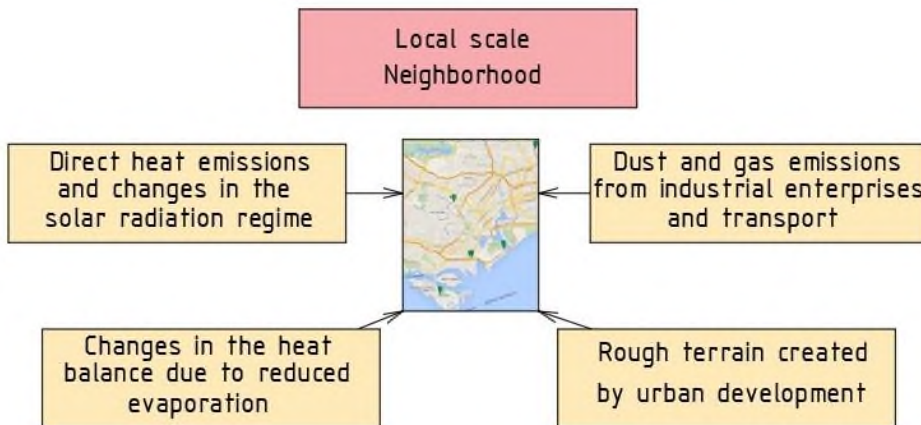 Local scale
Neighborhood
Direct heat emissions
and changes in the
solar radiation regime
Dust and gas emissions
from industrial enterprises
and transport
Changes in the heat
balance due to reduced
evaporation
Rough terrain created
by urban development